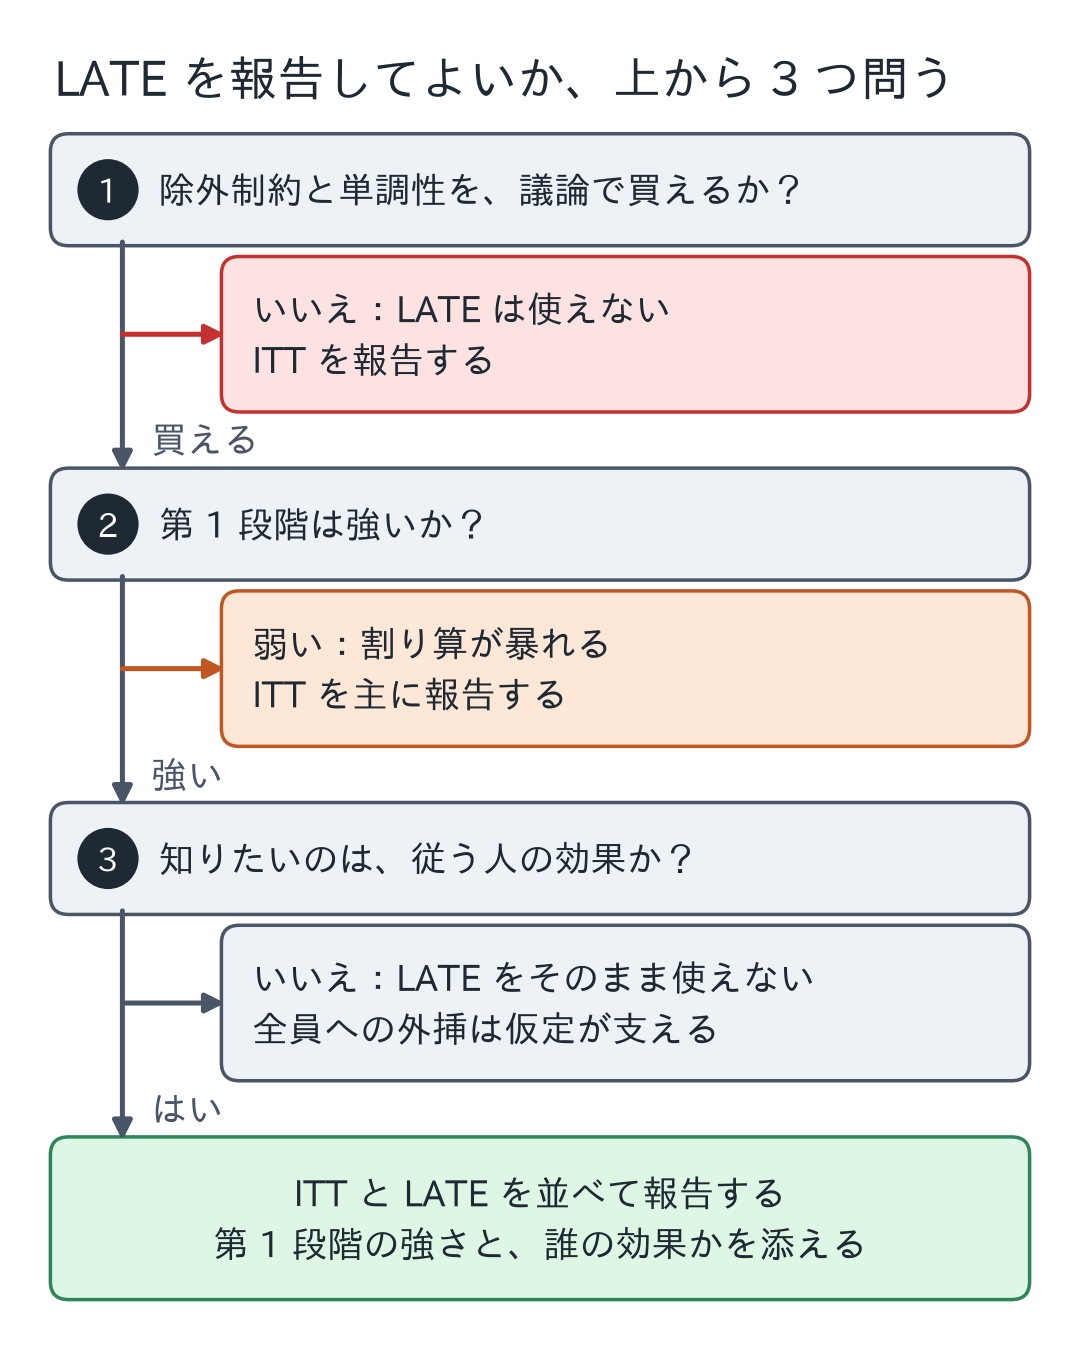 LATE を報告してよいか、上から 3 つ問う
1 除外制約と単調性を、議論で買えるか？
いいえ：LATE は使えない
ITT を報告する
買える
2 第 1 段階は強いか？
弱い：割り算が暴れる
ITT を主に報告する
強い
3 知りたいのは、従う人の効果か？
いいえ：LATE をそのまま使えない
全員への外挿は仮定が支える
はい
ITT と LATE を並べて報告する
第 1 段階の強さと、誰の効果かを添える